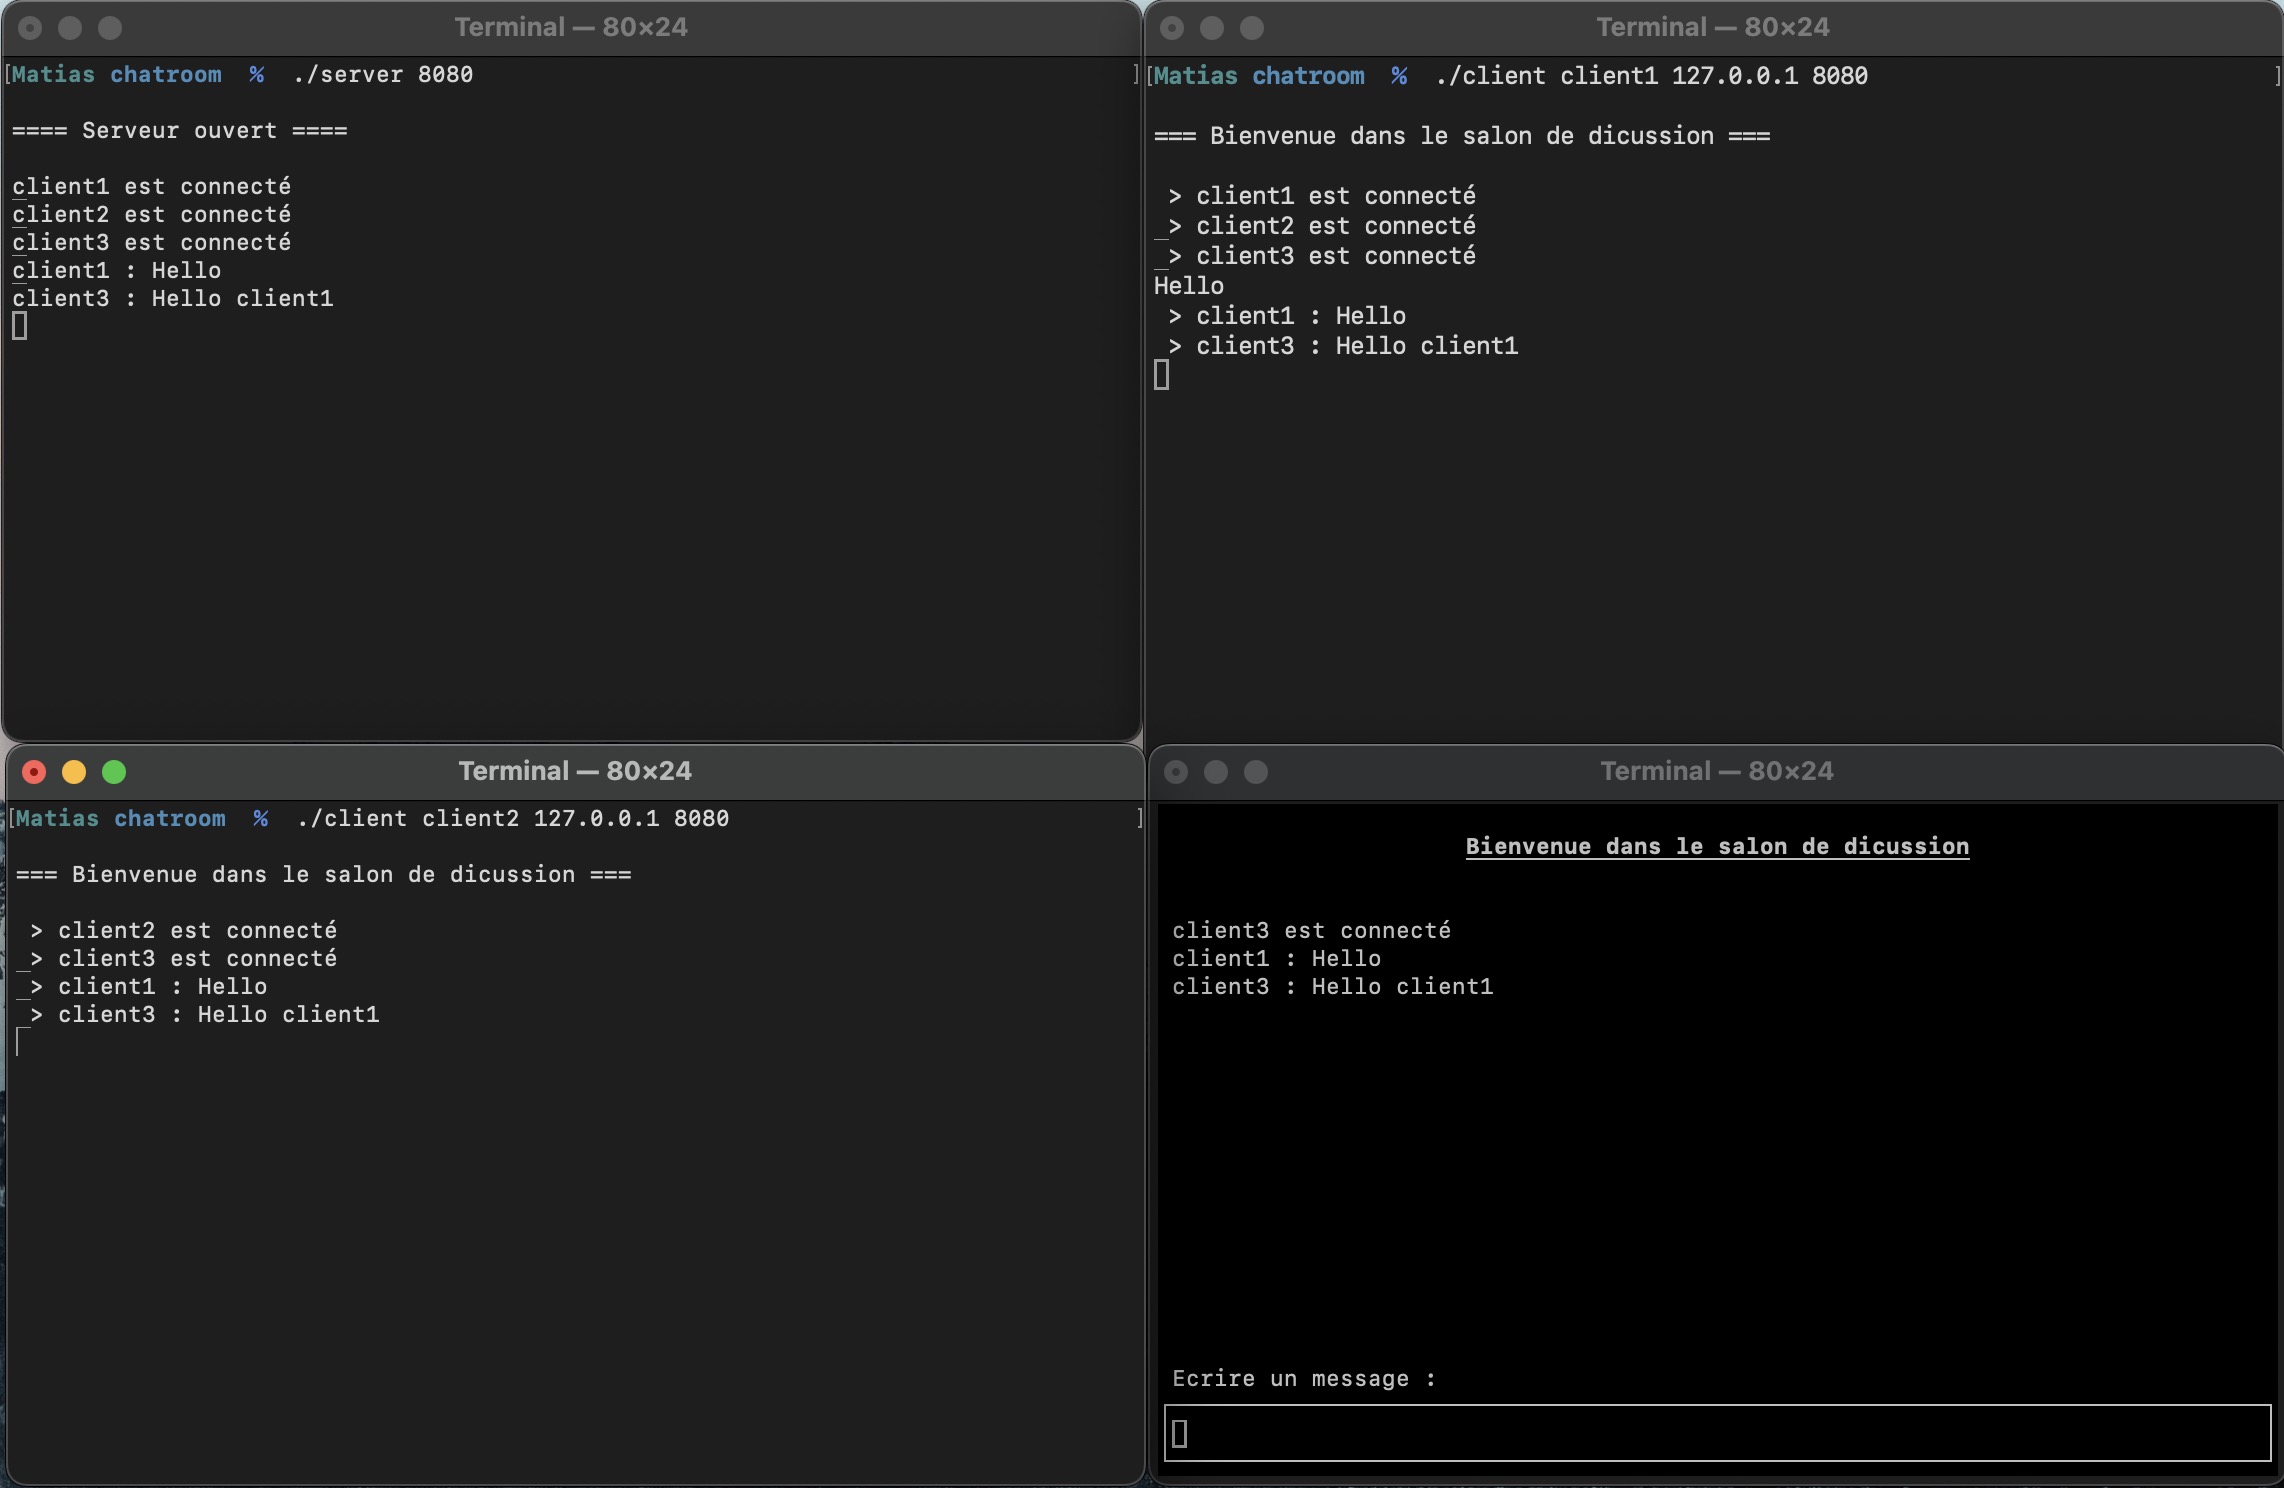 Terminal — 80×24
[Matias chatroom % ./server 8080 ]
==== Serveur ouvert ====
client1 est connecté
client2 est connecté
client3 est connecté
client1 : Hello
client3 : Hello client1
Terminal — 80×24
[Matias chatroom % ./client client1 127.0.0.1 8080 ]
=== Bienvenue dans le salon de dicussion ===
> client1 est connecté
_> client2 est connecté
_> client3 est connecté
Hello
> client1 : Hello
> client3 : Hello client1
Terminal — 80×24
[Matias chatroom % ./client client2 127.0.0.1 8080 ]
=== Bienvenue dans le salon de dicussion ===
> client2 est connecté
_> client3 est connecté
_> client1 : Hello
_> client3 : Hello client1
Terminal — 80×24
Bienvenue dans le salon de dicussion
client3 est connecté
client1 : Hello
client3 : Hello client1
Ecrire un message :